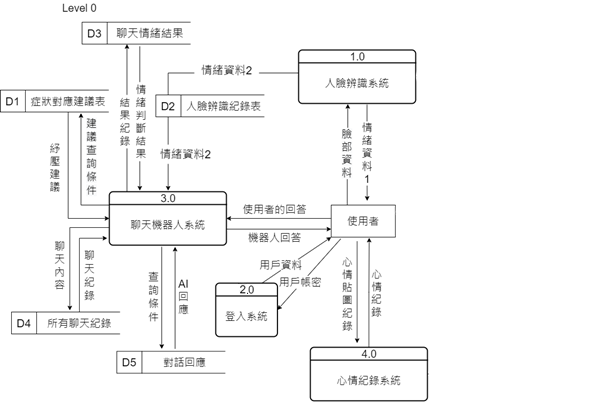 Level 0
D3 聊天情緒結果
1.0
人臉辨識系統
情緒資料2
D1 症狀對應建議表
D2 人臉辨識紀錄表
結果紀錄
情緒判斷結果
建議查詢條件
紓壓建議
情緒資料2
臉部資料
情緒資料1
3.0
聊天機器人系統
使用者的回答
機器人回答
使用者
聊天內容
聊天紀錄
查詢條件
AI回應
用戶資料
用戶帳密
2.0
登入系統
心情貼圖紀錄
心情紀錄
D4 所有聊天紀錄
D5 對話回應
4.0
心情紀錄系統